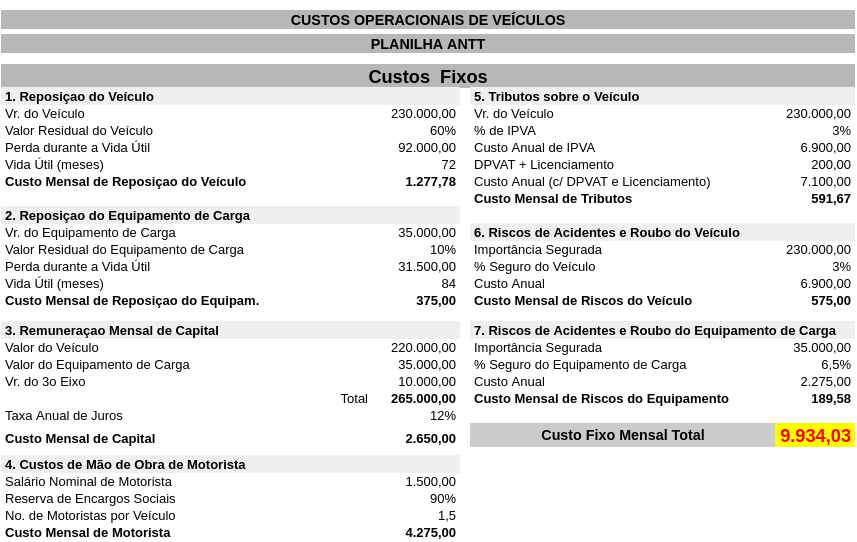 CUSTOS OPERACIONAIS DE VEÍCULOS
PLANILHA ANTT
Custos Fixos
1. Reposiçao do Veículo
Vr. do Veículo 230.000,00
Valor Residual do Veículo 60%
Perda durante a Vida Útil 92.000,00
Vida Útil (meses) 72
Custo Mensal de Reposiçao do Veículo 1.277,78
2. Reposiçao do Equipamento de Carga
Vr. do Equipamento de Carga 35.000,00
Valor Residual do Equipamento de Carga 10%
Perda durante a Vida Útil 31.500,00
Vida Útil (meses) 84
Custo Mensal de Reposiçao do Equipam. 375,00
3. Remuneraçao Mensal de Capital
Valor do Veículo 220.000,00
Valor do Equipamento de Carga 35.000,00
Vr. do 3o Eixo 10.000,00
Total 265.000,00
Taxa Anual de Juros 12%
Custo Mensal de Capital 2.650,00
4. Custos de Mão de Obra de Motorista
Salário Nominal de Motorista 1.500,00
Reserva de Encargos Sociais 90%
No. de Motoristas por Veículo 1,5
Custo Mensal de Motorista 4.275,00
5. Tributos sobre o Veículo
Vr. do Veículo 230.000,00
% de IPVA 3%
Custo Anual de IPVA 6.900,00
DPVAT + Licenciamento 200,00
Custo Anual (c/ DPVAT e Licenciamento) 7.100,00
Custo Mensal de Tributos 591,67
6. Riscos de Acidentes e Roubo do Veículo
Importância Segurada 230.000,00
% Seguro do Veículo 3%
Custo Anual 6.900,00
Custo Mensal de Riscos do Veículo 575,00
7. Riscos de Acidentes e Roubo do Equipamento de Carga
Importância Segurada 35.000,00
% Seguro do Equipamento de Carga 6,5%
Custo Anual 2.275,00
Custo Mensal de Riscos do Equipamento 189,58
Custo Fixo Mensal Total 9.934,03